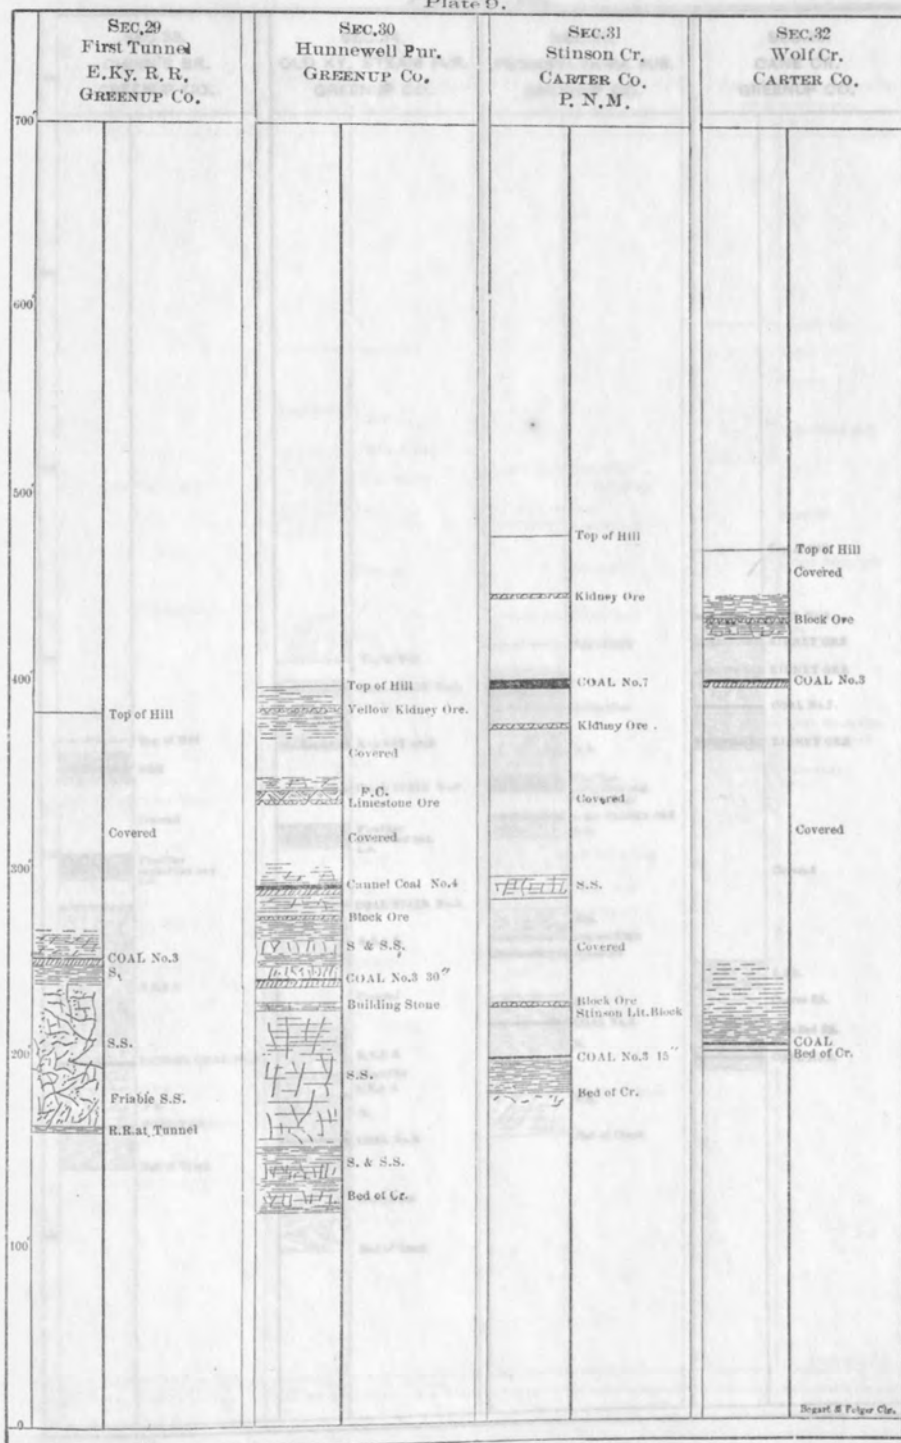 Plate 9.
SEC.29
First Tunnel
E.Ky. R.R.
GREENUP Co.
SEC.30
Hunnewell Fur.
GREENUP Co.
SEC.31
Stinson Cr.
CARTER Co.
P. N. M.
SEC.32
Wolf Cr.
CARTER Co.
700'
600'
500'
400'
300'
200'
100'
0
Top of Hill
Covered
COAL No.3
S.
S.S.
Friable S.S.
R.R. at Tunnel
Top of Hill
Yellow Kidney Ore.
Covered
F.C.
Limestone Ore
Covered
Cannel Coal No.4
Block Ore
S & S.S.
COAL No.3 30"
Building Stone
S.S.
S. & S.S.
Bed of Cr.
Top of Hill
Kidney Ore
COAL No.7
Kidney Ore .
Covered
S.S.
Covered
Block Ore
Stinson Lit. Block
COAL No.3 15"
Bed of Cr.
Top of Hill
Covered
Block Ore
COAL No.3
Covered
COAL
Bed of Cr.
Bogart &